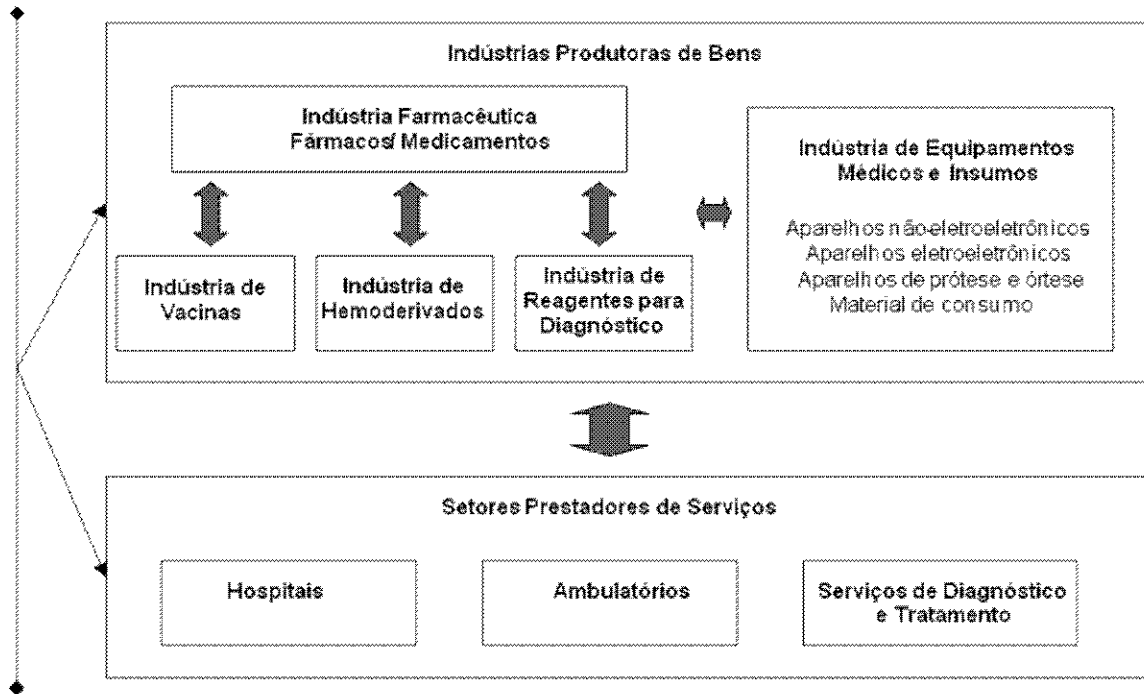 Indústrias Produtoras de Bens
Indústria Farmacêutica
Fármacos/ Medicamentos
Indústria de
Vacinas
Indústria de
Hemoderivados
Indústria de
Reagentes para
Diagnóstico
Indústria de Equipamentos
Médicos e Insumos
Aparelhos não-eletroeletrônicos
Aparelhos eletroeletrônicos
Aparelhos de prótese e órtese
Material de consumo
Setores Prestadores de Serviços
Hospitais
Ambulatórios
Serviços de Diagnóstico
e Tratamento